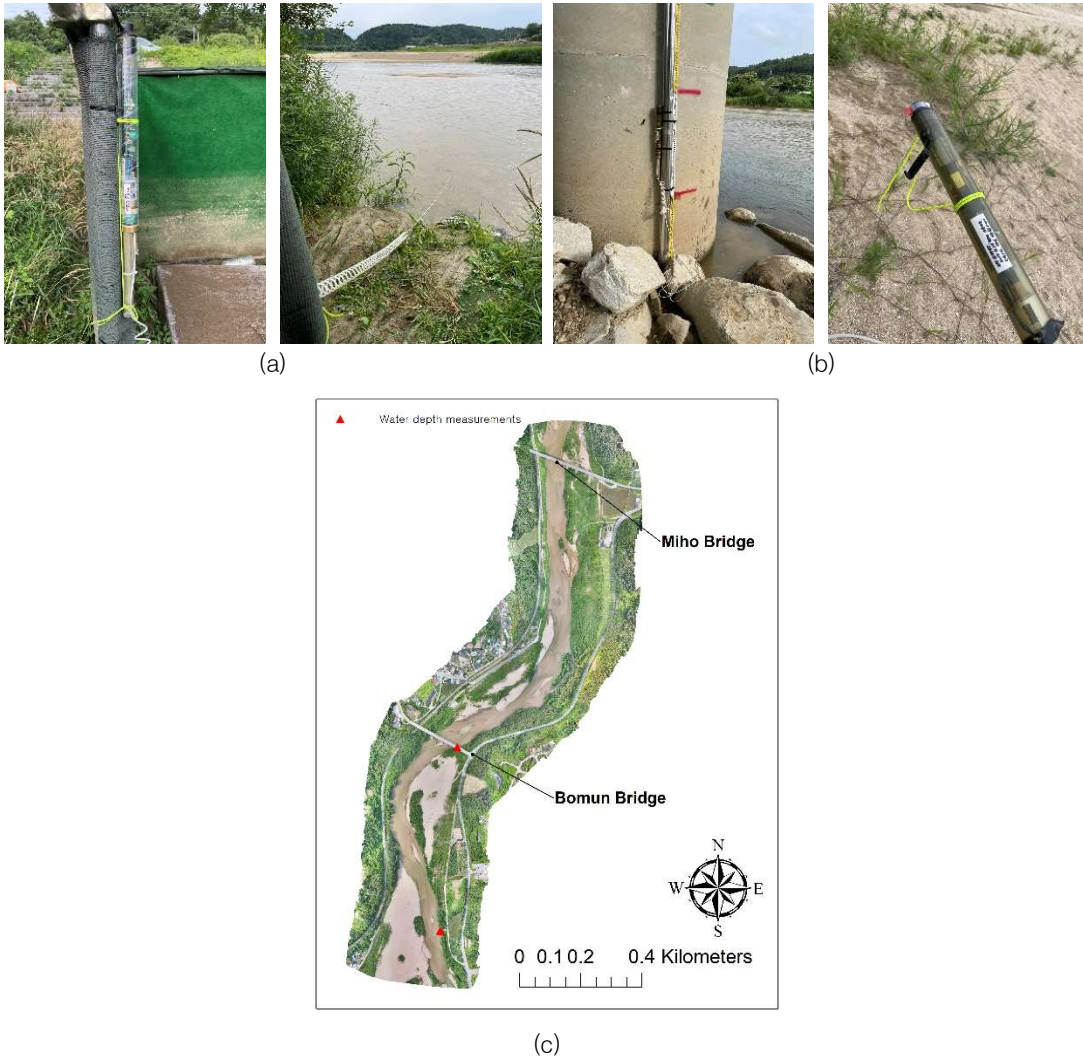 (a)
(b)
Water depth measurements
Miho Bridge
Bomun Bridge
N
W
E
S
0 0.1 0.2 0.4 Kilometers
(c)